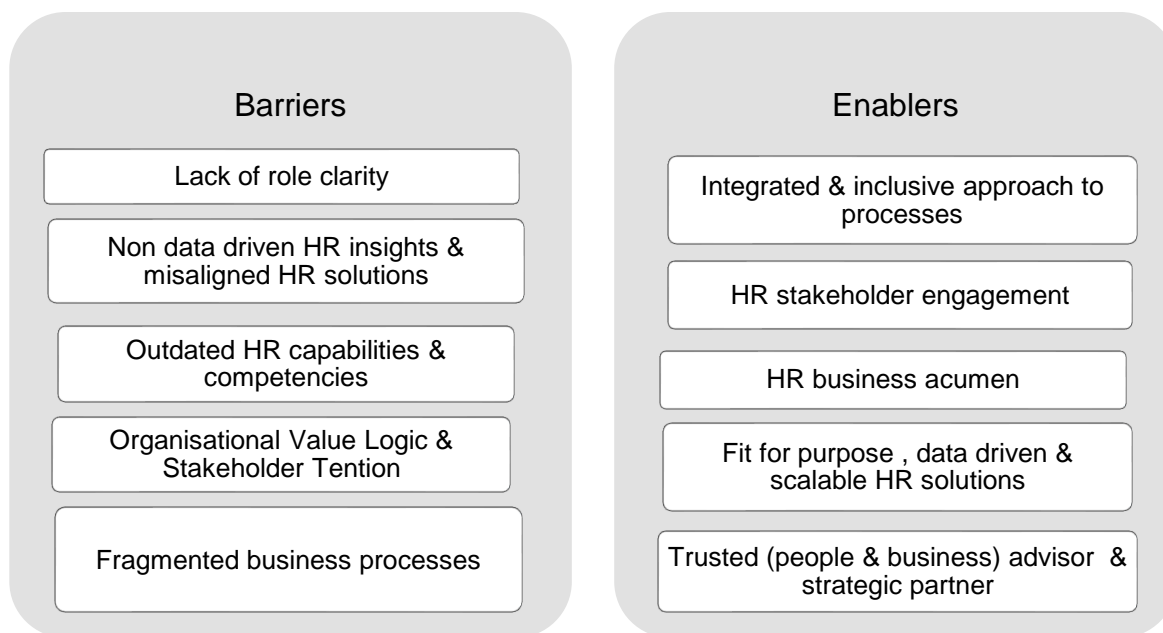 Barriers
Lack of role clarity
Non data driven HR insights &
misaligned HR solutions
Outdated HR capabilities &
competencies
Organisational Value Logic &
Stakeholder Tention
Fragmented business processes
Enablers
Integrated & inclusive approach to
processes
HR stakeholder engagement
HR business acumen
Fit for purpose , data driven &
scalable HR solutions
Trusted (people & business) advisor &
strategic partner